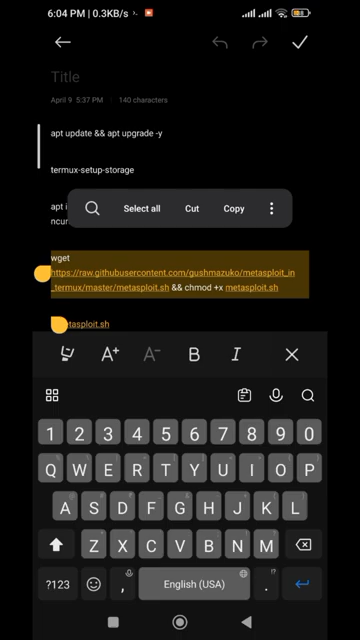 6:04 PM | 0.3KB/s
Title
April 9 5:37 PM | 140 characters
apt update && apt upgrade -y
termux-setup-storage
apt i
ncur
Select all Cut Copy
wget
https://raw.githubusercontent.com/gushmazuko/metasploit_in
_termux/master/metasploit.sh && chmod +x metasploit.sh
etasploit.sh
A+ A- B I
1 2 3 4 5 6 7 8 9 0
Q W E R T Y U I O P
A S D F G H J K L
Z X C V B N M
?123 , English (USA) .